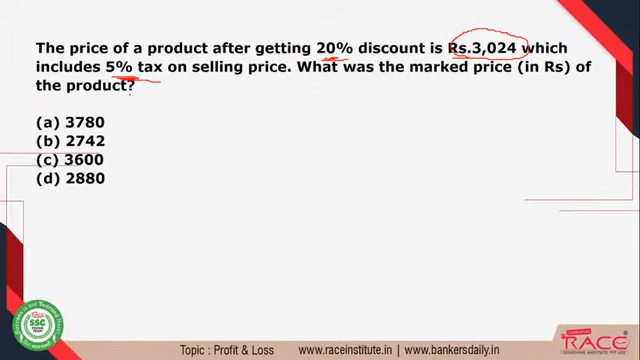 The price of a product after getting 20% discount is Rs.3,024 which
includes 5% tax on selling price. What was the marked price (in Rs) of
the product?
(a) 3780
(b) 2742
(c) 3600
(d) 2880
SSC
RACE
Topic : Profit & Loss
www.raceinstitute.in | www.bankersdaily.in